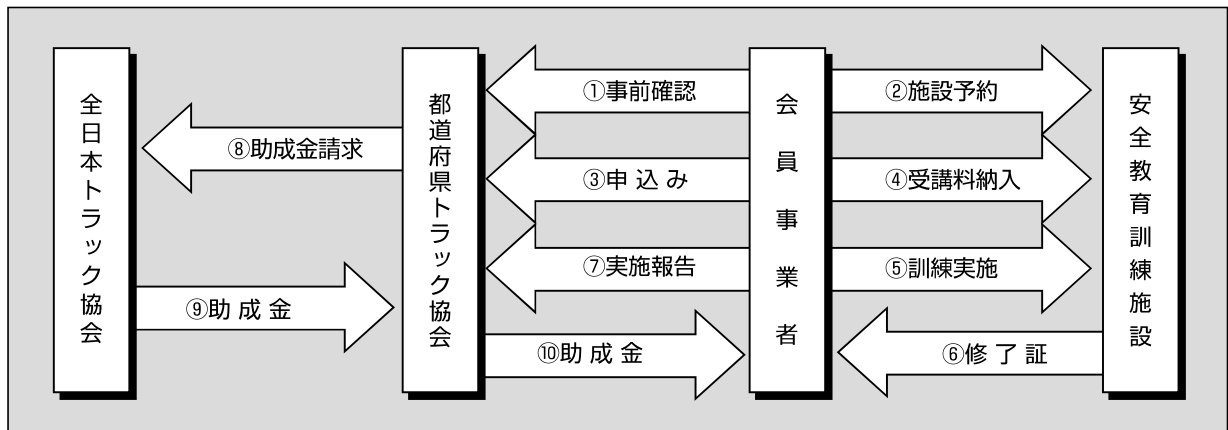 全日本トラック協会
都道府県トラック協会
会員事業者
安全教育訓練施設
①事前確認
②施設予約
③申込み
④受講料納入
⑧助成金請求
⑦実施報告
⑤訓練実施
⑨助成金
⑩助成金
⑥修了証